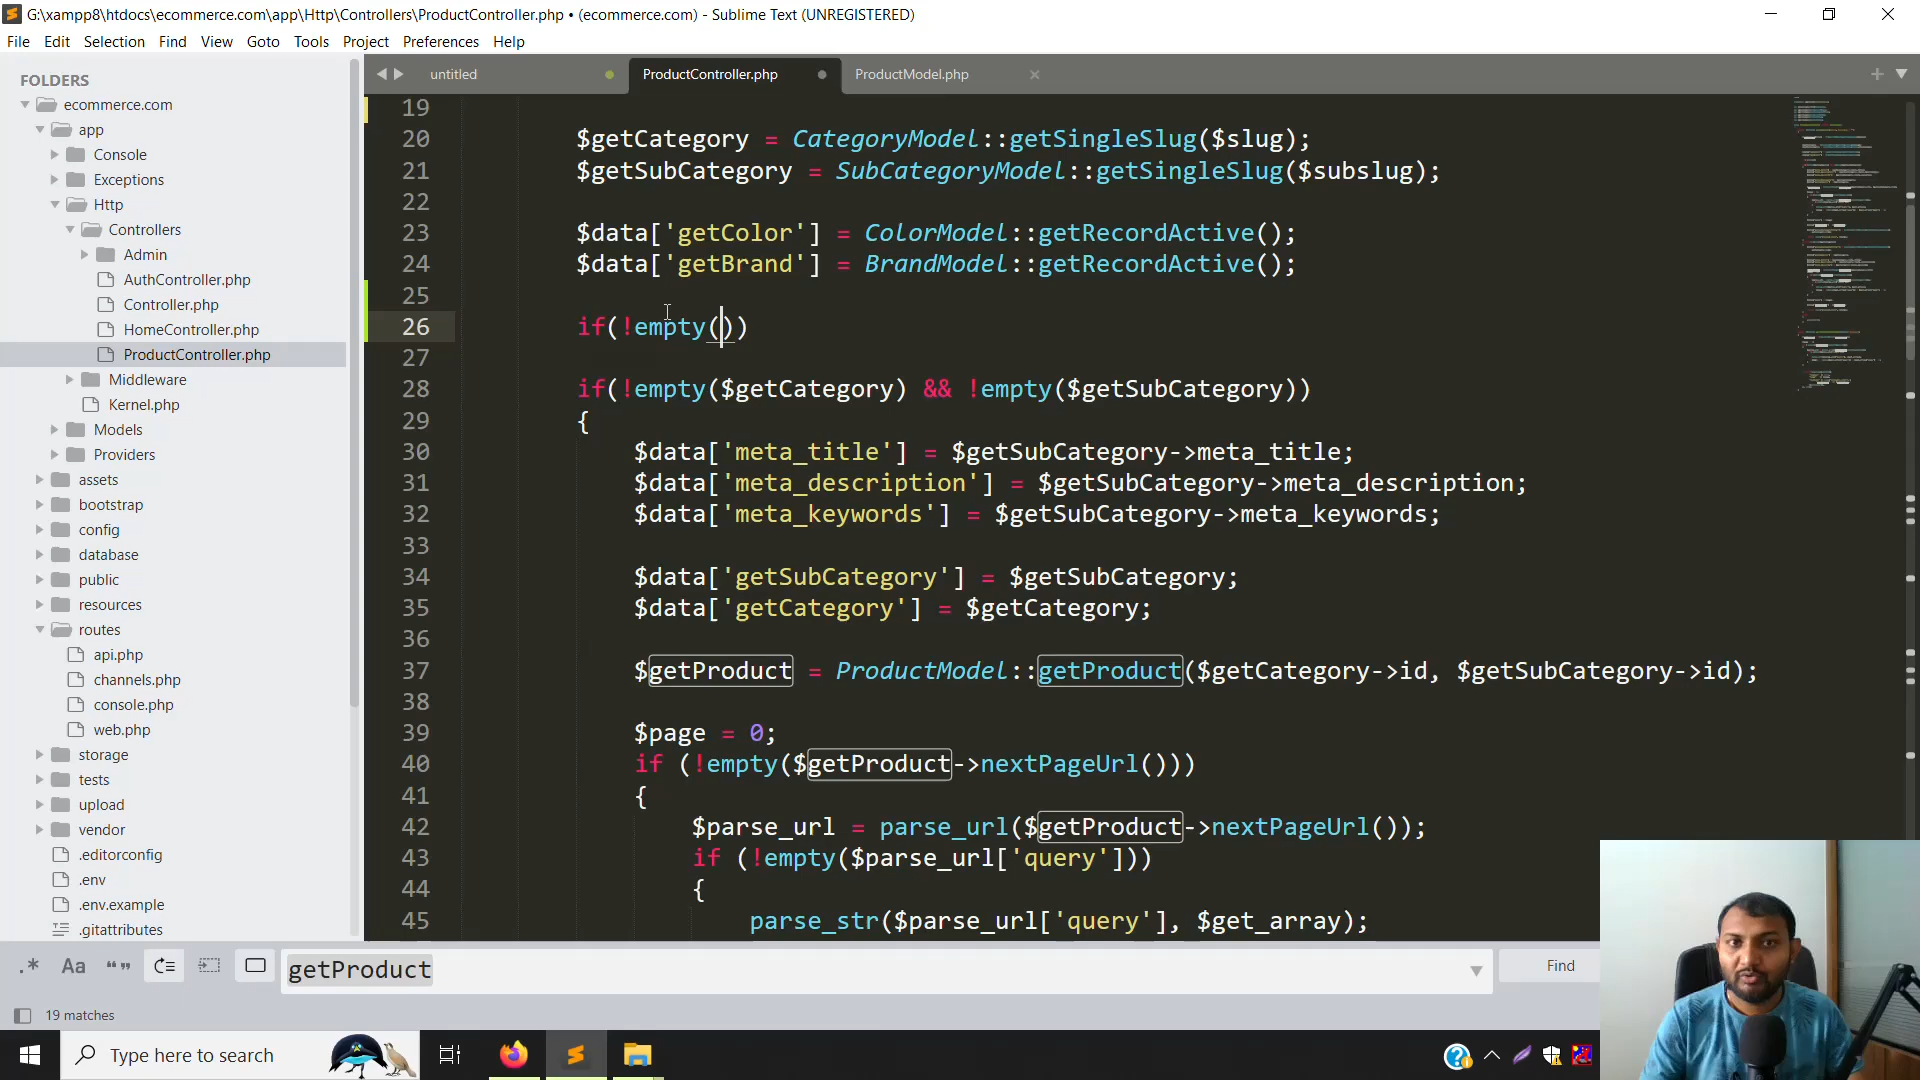 G:\xampp8\htdocs\ecommerce.com\app\Http\Controllers\ProductController.php • (ecommerce.com) - Sublime Text (UNREGISTERED)
File Edit Selection Find View Goto Tools Project Preferences Help
FOLDERS
ecommerce.com
app
Console
Exceptions
Http
Controllers
Admin
AuthController.php
Controller.php
HomeController.php
ProductController.php
Middleware
Kernel.php
Models
Providers
assets
bootstrap
config
database
public
resources
routes
api.php
channels.php
console.php
web.php
storage
tests
upload
vendor
.editorconfig
.env
.env.example
.gitattributes
untitled ProductController.php ProductModel.php
19
20 $getCategory = CategoryModel::getSingleSlug($slug);
21 $getSubCategory = SubCategoryModel::getSingleSlug($subslug);
22
23 $data['getColor'] = ColorModel::getRecordActive();
24 $data['getBrand'] = BrandModel::getRecordActive();
25
26 if(!empty())
27
28 if(!empty($getCategory) && !empty($getSubCategory))
29 {
30 $data['meta_title'] = $getSubCategory->meta_title;
31 $data['meta_description'] = $getSubCategory->meta_description;
32 $data['meta_keywords'] = $getSubCategory->meta_keywords;
33
34 $data['getSubCategory'] = $getSubCategory;
35 $data['getCategory'] = $getCategory;
36
37 $getProduct = ProductModel::getProduct($getCategory->id, $getSubCategory->id);
38
39 $page = 0;
40 if (!empty($getProduct->nextPageUrl()))
41 {
42 $parse_url = parse_url($getProduct->nextPageUrl());
43 if (!empty($parse_url['query']))
44 {
45 parse_str($parse_url['query'], $get_array);
.* Aa “” getProduct Find
19 matches
Type here to search